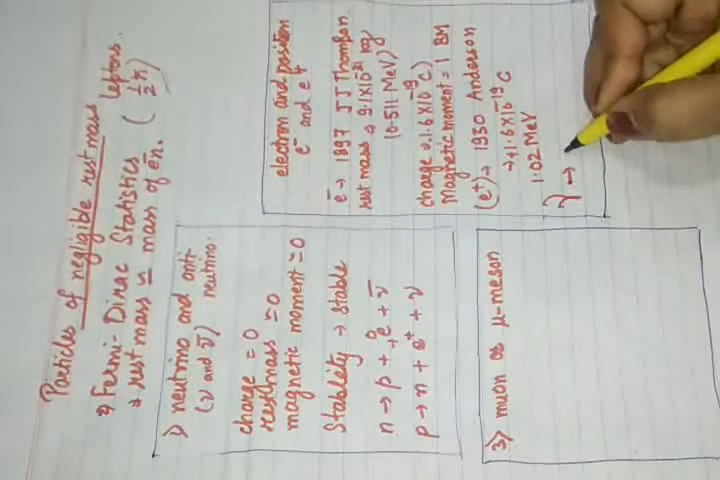 Particles of negligible rest mass
⇒ Fermi-Dirac Statistics leptons.
⇒ rest mass ≃ mass of en. (1/2 ℏ)
1) neutrino and anti-
(ν and ν̅) neutrino.
charge = 0
restmass ≃ 0
magnetic moment = 0
Stability → stable
n → p + e + ν̅
p → n + e⁺ + ν
electron and positron
e⁻ and e⁺
e⁻ → 1897 JJ Thomson
rest mass → 9.1×10⁻³¹ kg
(0.511 MeV)
charge → 1.6×10⁻¹⁹ C)
Magnetic moment = 1 BM
(e⁺) → 1930 Anderson
→ +1.6×10⁻¹⁹ C
1.02 MeV
γ →
3) muon or μ-meson